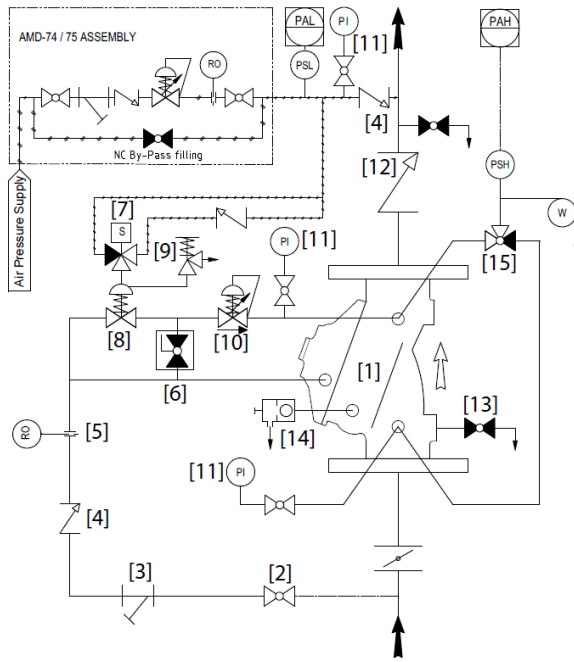 AMD-74 / 75 ASSEMBLY
PAL
PI
[11]
PAH
RO
PSL
[4]
NC By-Pass filling
[12]
PSH
Air Pressure Supply
[7]
S
[9]
PI
[11]
W
[15]
[8]
[10]
[6]
[1]
RO
[5]
[14]
[13]
[11]
PI
[4]
[3]
[2]